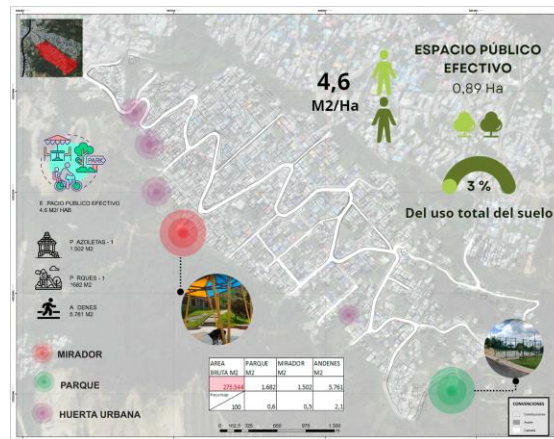 4,6
M2/Ha
ESPACIO PÚBLICO
EFECTIVO
0,89 Ha
3 %
Del uso total del suelo
PARK
E PACIO PÚBLICO EFECTIVO
4.6 M2/ HAB
P AZOLETAS - 1
1.502 M2
P RQUES - 1
1682 M2
A DENES
5.761 M2
MIRADOR
PARQUE
HUERTA URBANA
AREA BRUTA M2 PARQUE M2 MIRADOR M2 ANDENES M2
275.564 1.682 1.502 5.761
100 0,6 0,5 2,1
CONVENCIONES